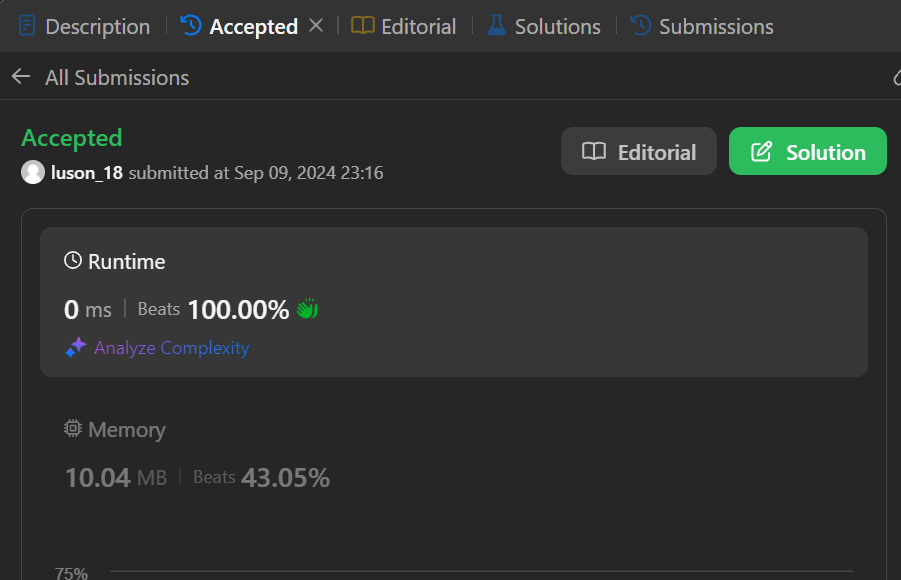 Description Accepted Editorial Solutions Submissions
All Submissions
Accepted
luson_18 submitted at Sep 09, 2024 23:16
Editorial Solution
Runtime
0 ms Beats 100.00%
Analyze Complexity
Memory
10.04 MB Beats 43.05%
75%